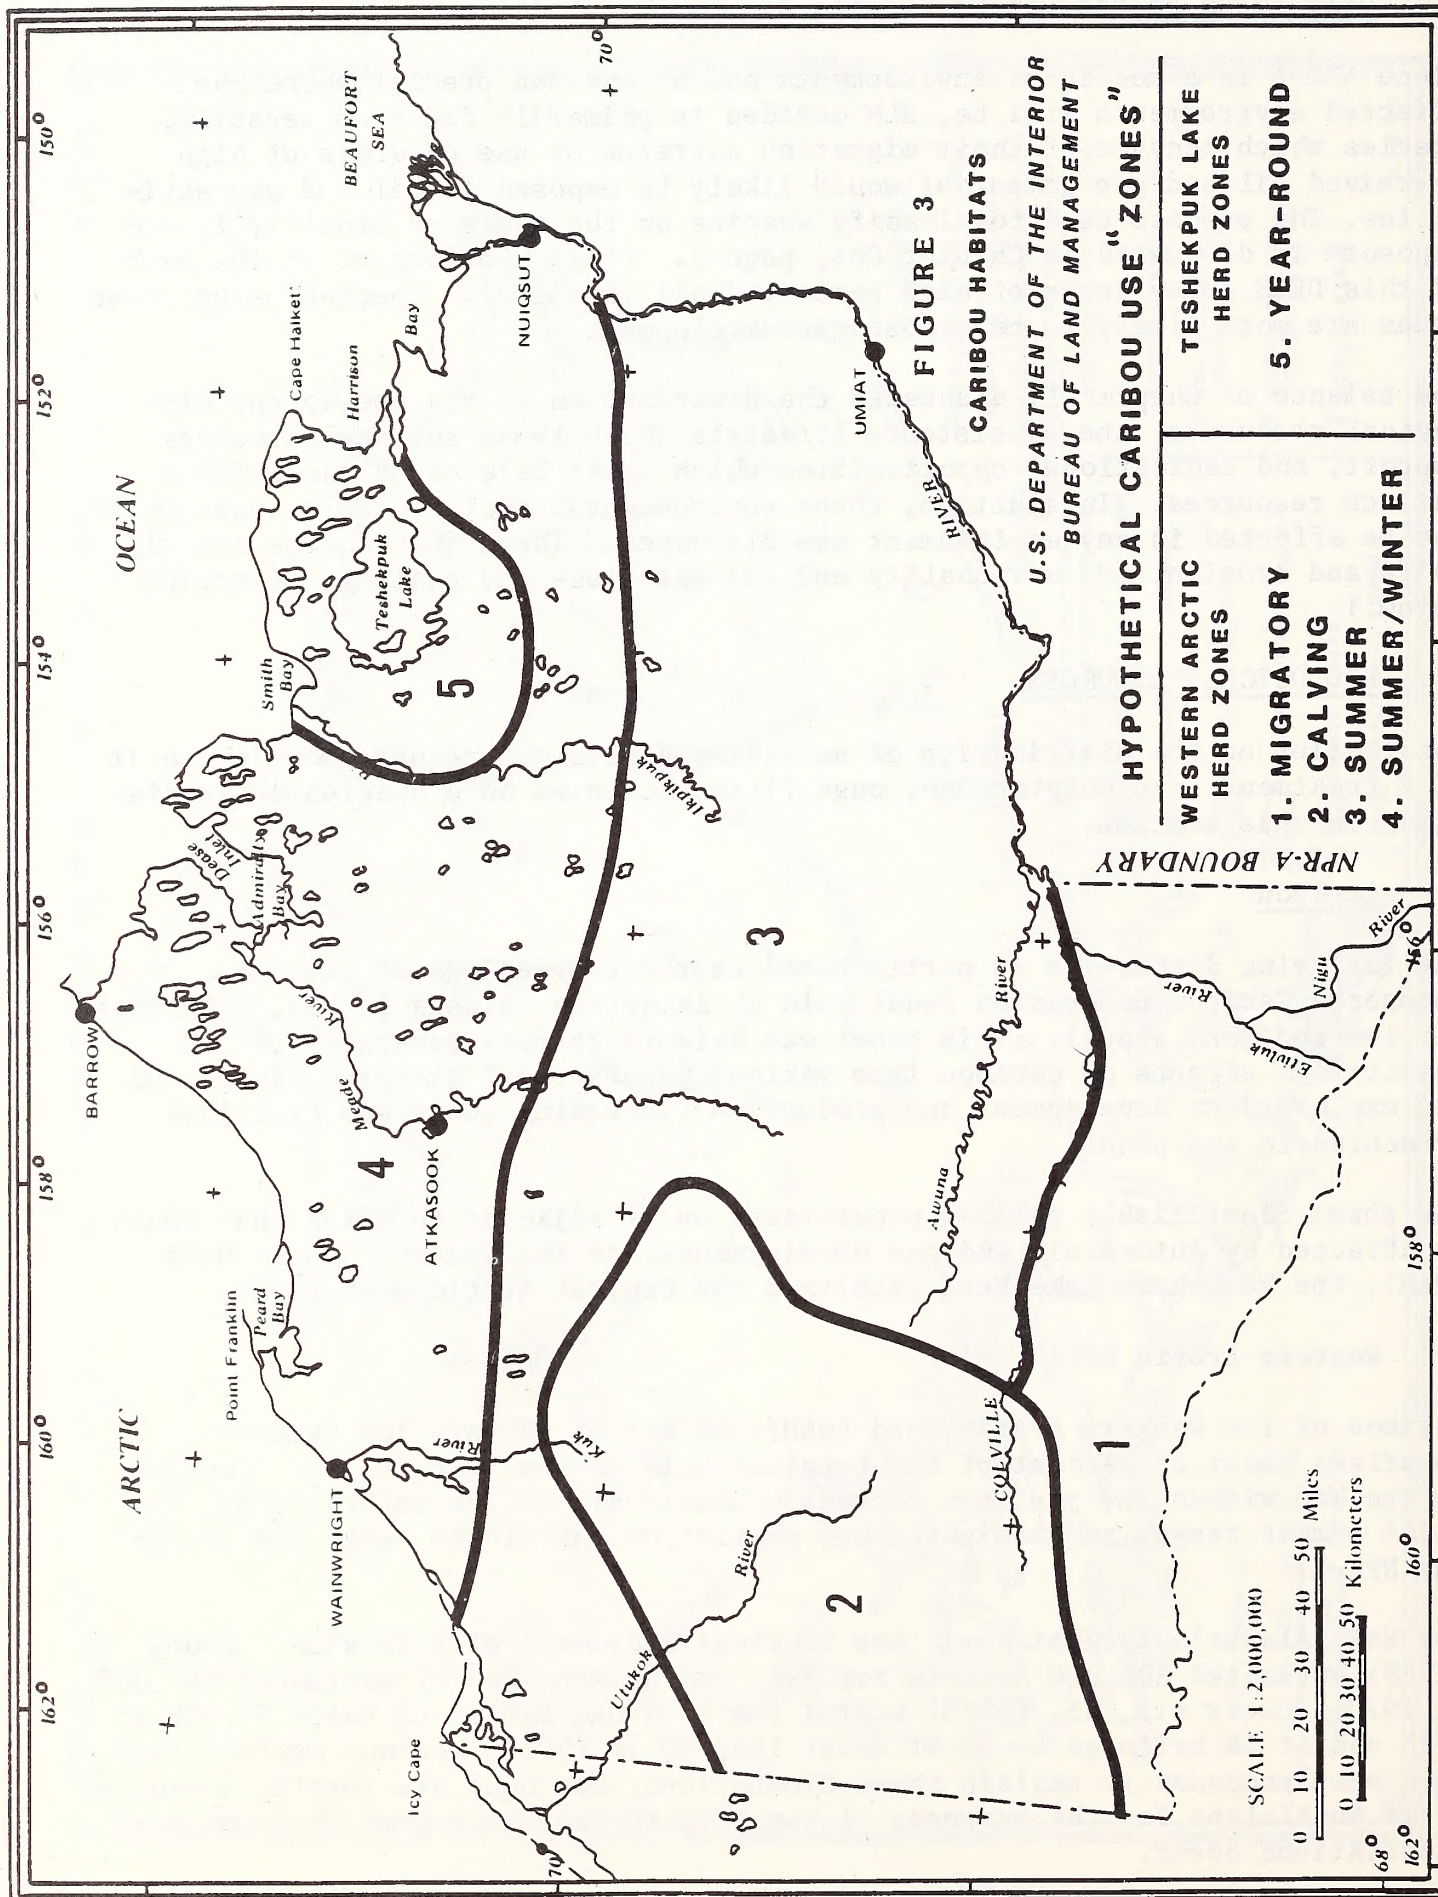 162°
160°
158°
156°
154°
152°
150°
ARCTIC
OCEAN
BEAUFORT
SEA
BARROW
Point Franklin
Peard
Bay
WAINWRIGHT
Icy Cape
Dease
Inlet
Admiralty
Bay
Smith
Bay
Cape Halket
Harrison
Bay
Teshekpuk
Lake
NUIQSUT
Meade
River
ATKASOOK
4
5
70°
70°
Kuk
River
Utukok
River
Ikpikpuk
R
3
2
1
UMIAT
RIVER
COLVILLE
Awuna
River
Etivluk
River
Nigu
River
NPR-A BOUNDARY
FIGURE 3
CARIBOU HABITATS
U.S. DEPARTMENT OF THE INTERIOR
BUREAU OF LAND MANAGEMENT
HYPOTHETICAL CARIBOU USE "ZONES"
WESTERN ARCTIC
HERD ZONES
1. MIGRATORY
2. CALVING
3. SUMMER
4. SUMMER/WINTER
TESHEKPUK LAKE
HERD ZONES
5. YEAR-ROUND
SCALE 1:2,000,000
0 10 20 30 40 50 Miles
0 10 20 30 40 50 Kilometers
68°
162°
160°
158°